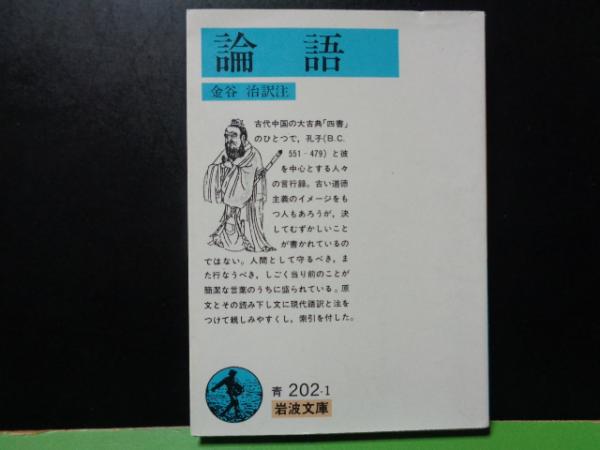 論語
金谷 治訳注
古代中国の大古典「四書」
のひとつで，孔子(B.C.
551‐479) と彼
を中心とする人々
の言行録。古い道徳
主義のイメージをも
つ人もあろうが，決
してむずかしいこと
が書かれているの
ではない。人間として守るべき，ま
た行なうべき，しごく当り前のことが
簡潔な言葉のうちに盛られている。原
文とその読み下し文に現代語訳と注を
つけて親しみやすくし，索引を付した。
青 202-1
岩波文庫